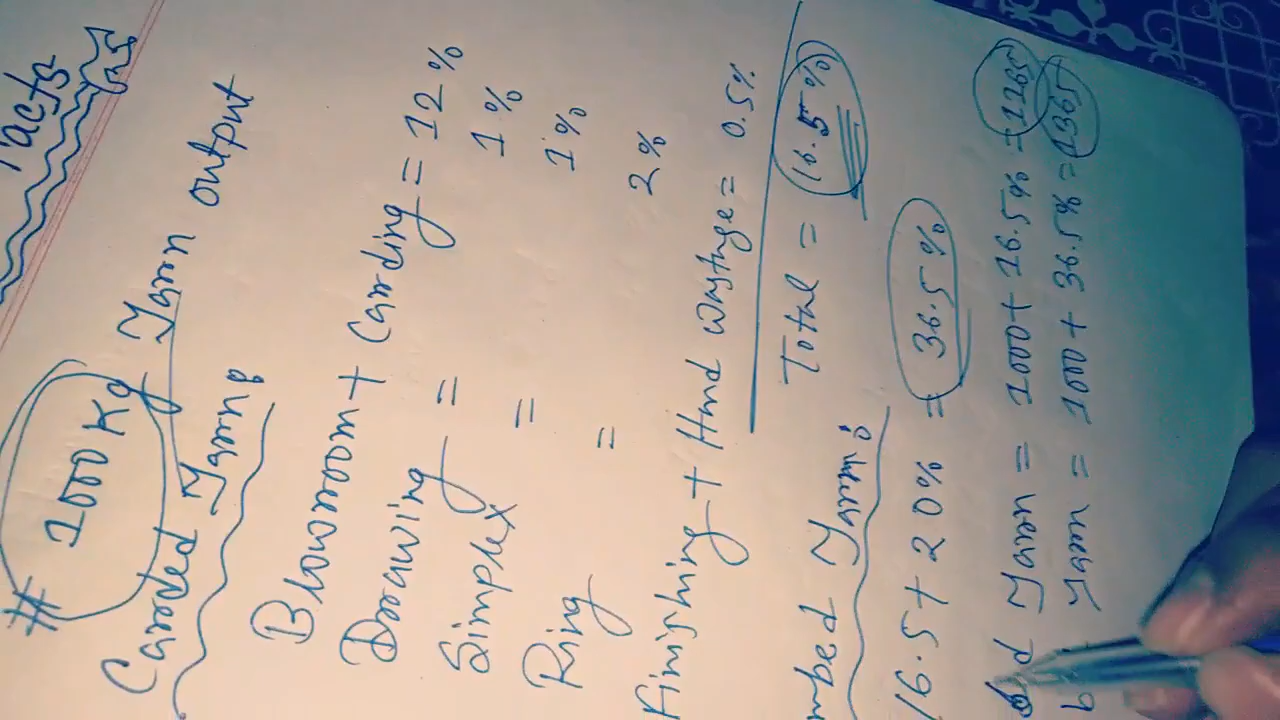 Facts
# 1000 Kg Yarn output
Carded Yarn:
Blowroom + Carding = 12%
Drawing = 1%
Simplex = 1%
Ring = 2%
Finishing + Hard Wastage = 0.5%
Total = 16.5%
mbed Yarn:
16.5 + 20% = 36.5%
d Yarn = 1000 + 16.5% = 1165
b Yarn = 1000 + 36.5% = 1365